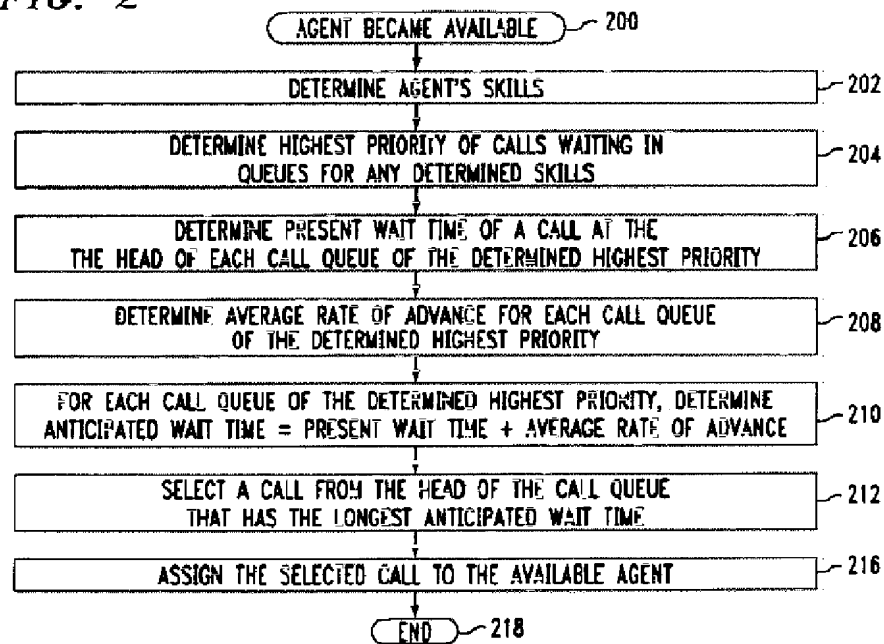 FIG. 2
AGENT BECAME AVAILABLE 200
DETERMINE AGENT'S SKILLS 202
DETERMINE HIGHEST PRIORITY OF CALLS WAITING IN
QUEUES FOR ANY DETERMINED SKILLS 204
DETERMINE PRESENT WAIT TIME OF A CALL AT THE
THE HEAD OF EACH CALL QUEUE OF THE DETERMINED HIGHEST PRIORITY 206
DETERMINE AVERAGE RATE OF ADVANCE FOR EACH CALL QUEUE
OF THE DETERMINED HIGHEST PRIORITY 208
FOR EACH CALL QUEUE OF THE DETERMINED HIGHEST PRIORITY, DETERMINE
ANTICIPATED WAIT TIME = PRESENT WAIT TIME + AVERAGE RATE OF ADVANCE 210
SELECT A CALL FROM THE HEAD OF THE CALL QUEUE
THAT HAS THE LONGEST ANTICIPATED WAIT TIME 212
ASSIGN THE SELECTED CALL TO THE AVAILABLE AGENT 216
END 218